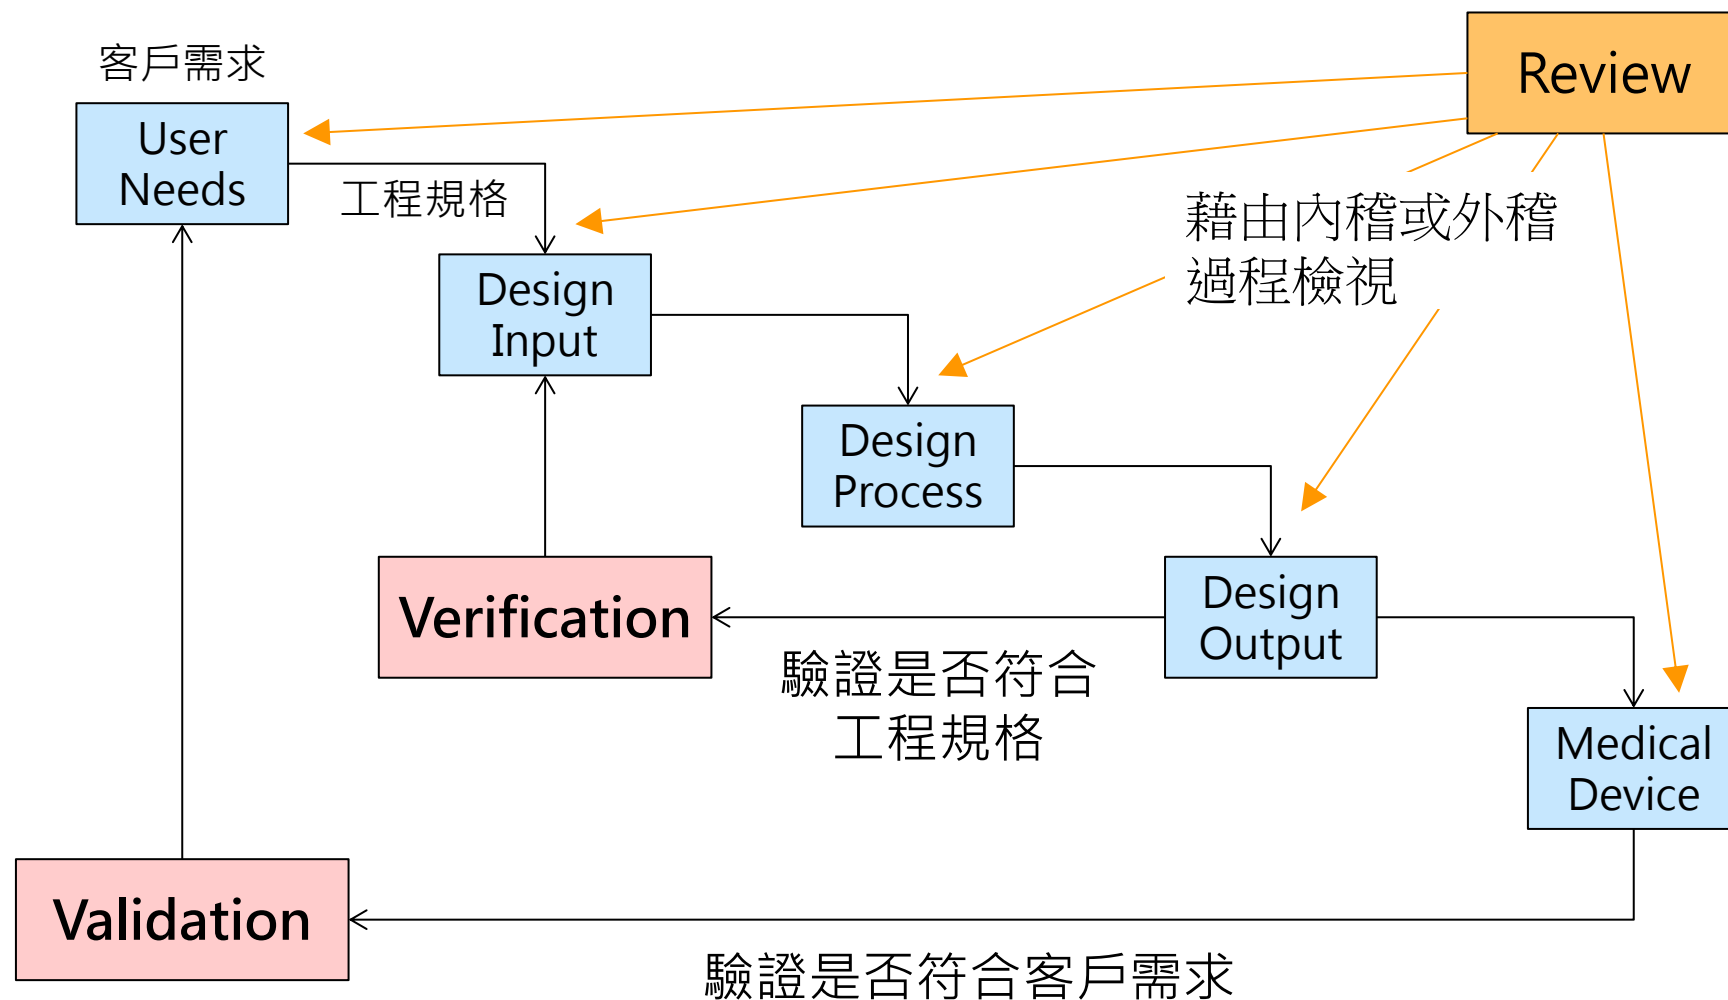 客戶需求
Review
User
Needs
工程規格
藉由內稽或外稽
過程檢視
Design
Input
Design
Process
Verification
Design
Output
驗證是否符合
工程規格
Medical
Device
Validation
驗證是否符合客戶需求